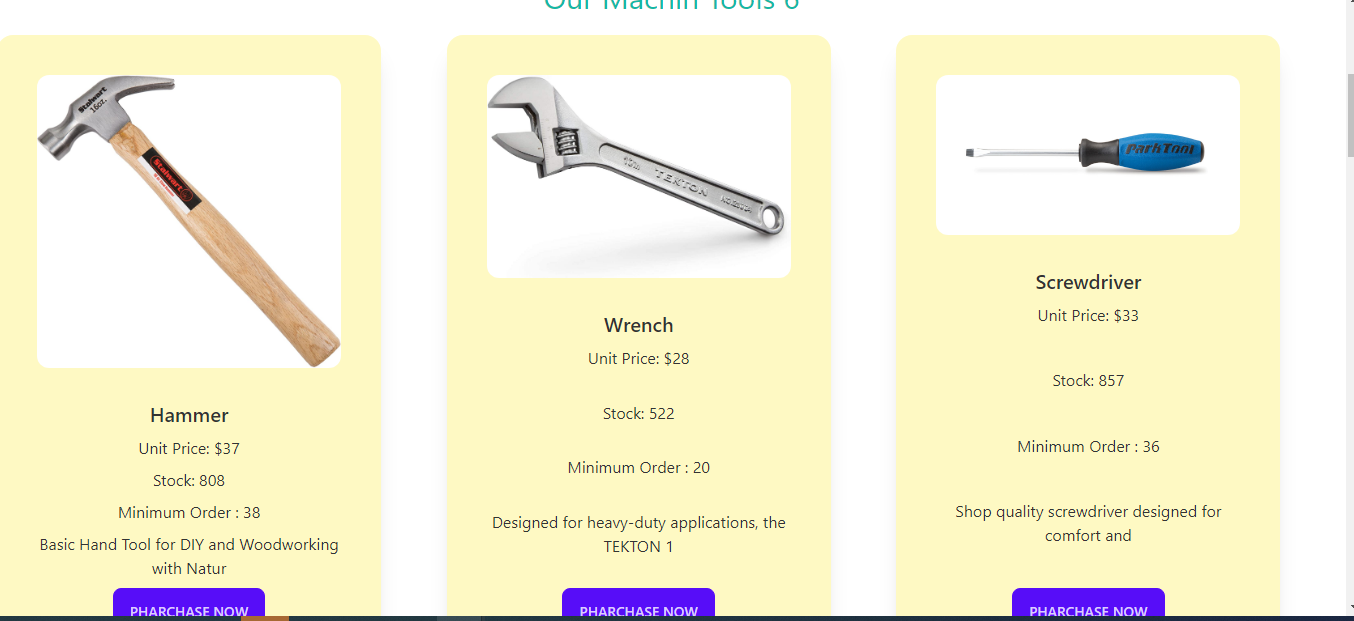 Our Machin Tools 6
Stalwart
16oz.
Stalwart
10in
TEKTON
ParkTool
Hammer
Unit Price: $37
Stock: 808
Minimum Order : 38
Basic Hand Tool for DIY and Woodworking
with Natur
PHARCHASE NOW
Wrench
Unit Price: $28
Stock: 522
Minimum Order : 20
Designed for heavy-duty applications, the
TEKTON 1
PHARCHASE NOW
Screwdriver
Unit Price: $33
Stock: 857
Minimum Order : 36
Shop quality screwdriver designed for
comfort and
PHARCHASE NOW